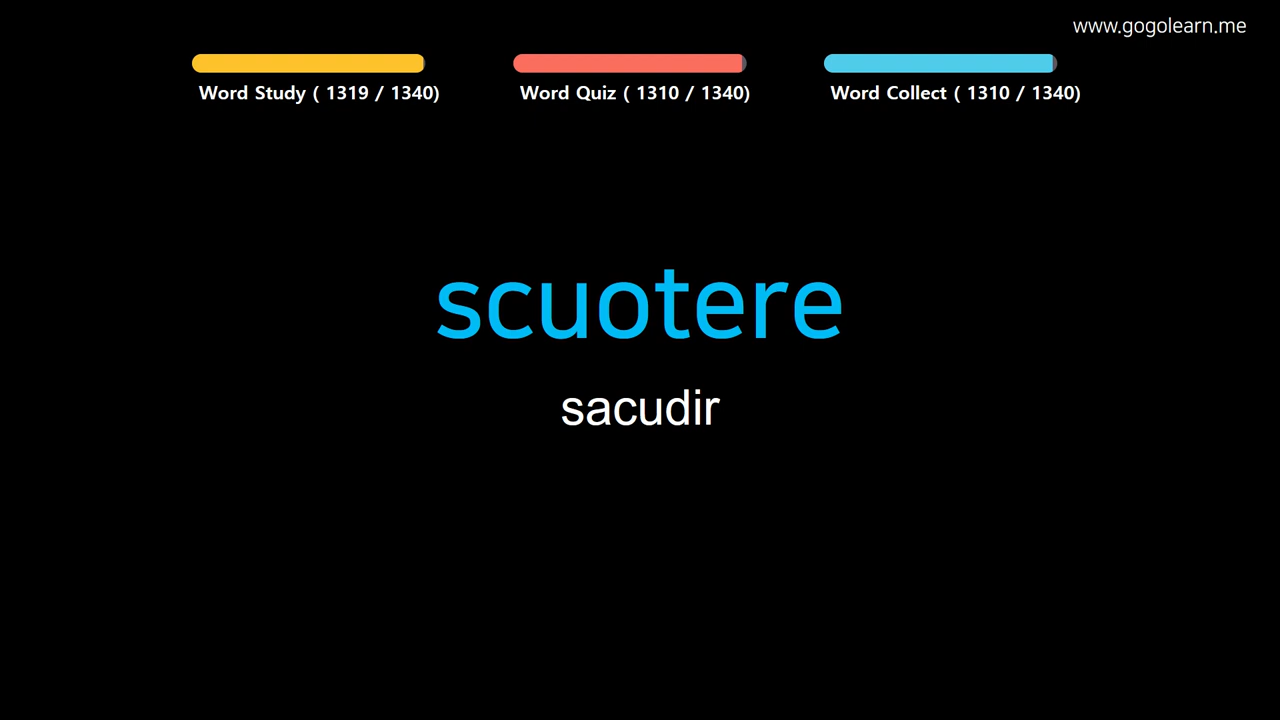 www.gogolearn.me
Word Study ( 1319 / 1340)
Word Quiz ( 1310 / 1340)
Word Collect ( 1310 / 1340)
scuotere
sacudir